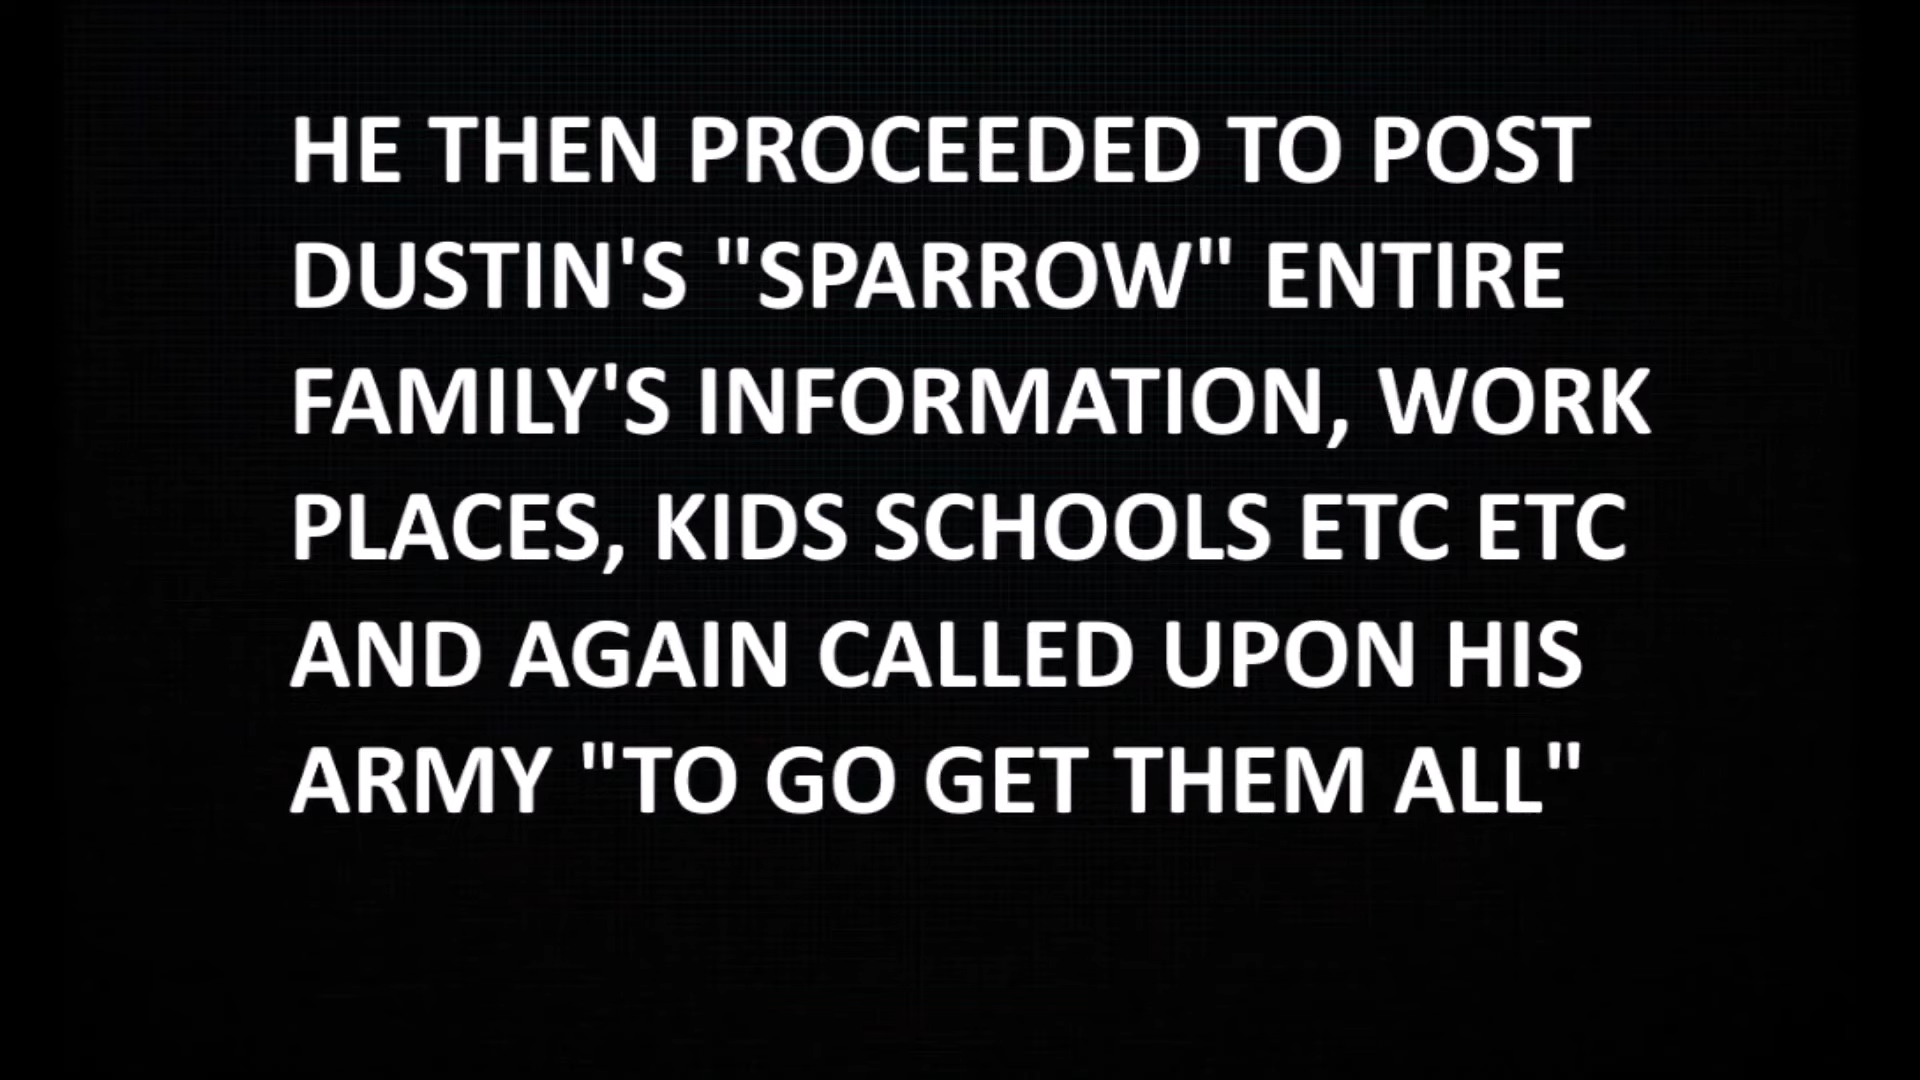 HE THEN PROCEEDED TO POST
DUSTIN'S "SPARROW" ENTIRE
FAMILY'S INFORMATION, WORK
PLACES, KIDS SCHOOLS ETC ETC
AND AGAIN CALLED UPON HIS
ARMY "TO GO GET THEM ALL"